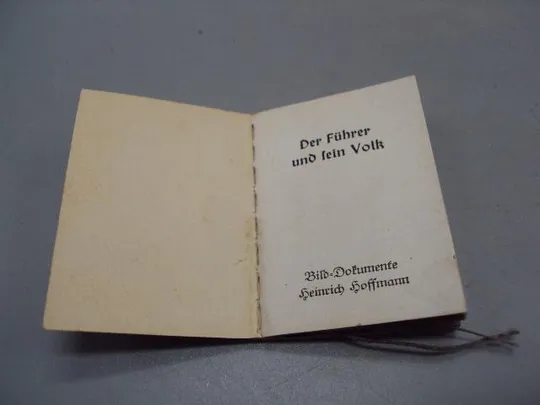 Der Führer
und sein Volk
Bild-Dokumente
Heinrich Hoffmann